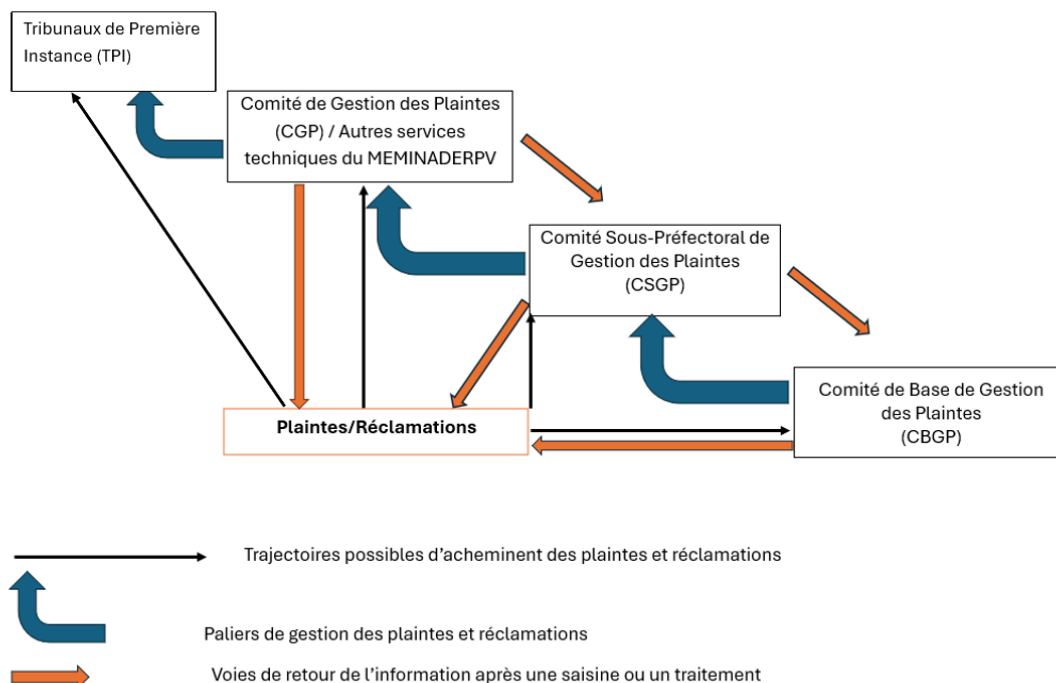 Tribunaux de Première
Instance (TPI)
Comité de Gestion des Plaintes
(CGP) / Autres services
techniques du MEMINADERPV
Comité Sous-Préfectoral de
Gestion des Plaintes
(CSGP)
Comité de Base de Gestion
des Plaintes
(CBGP)
Plaintes/Réclamations
Trajectoires possibles d’acheminent des plaintes et réclamations
Paliers de gestion des plaintes et réclamations
Voies de retour de l’information après une saisine ou un traitement